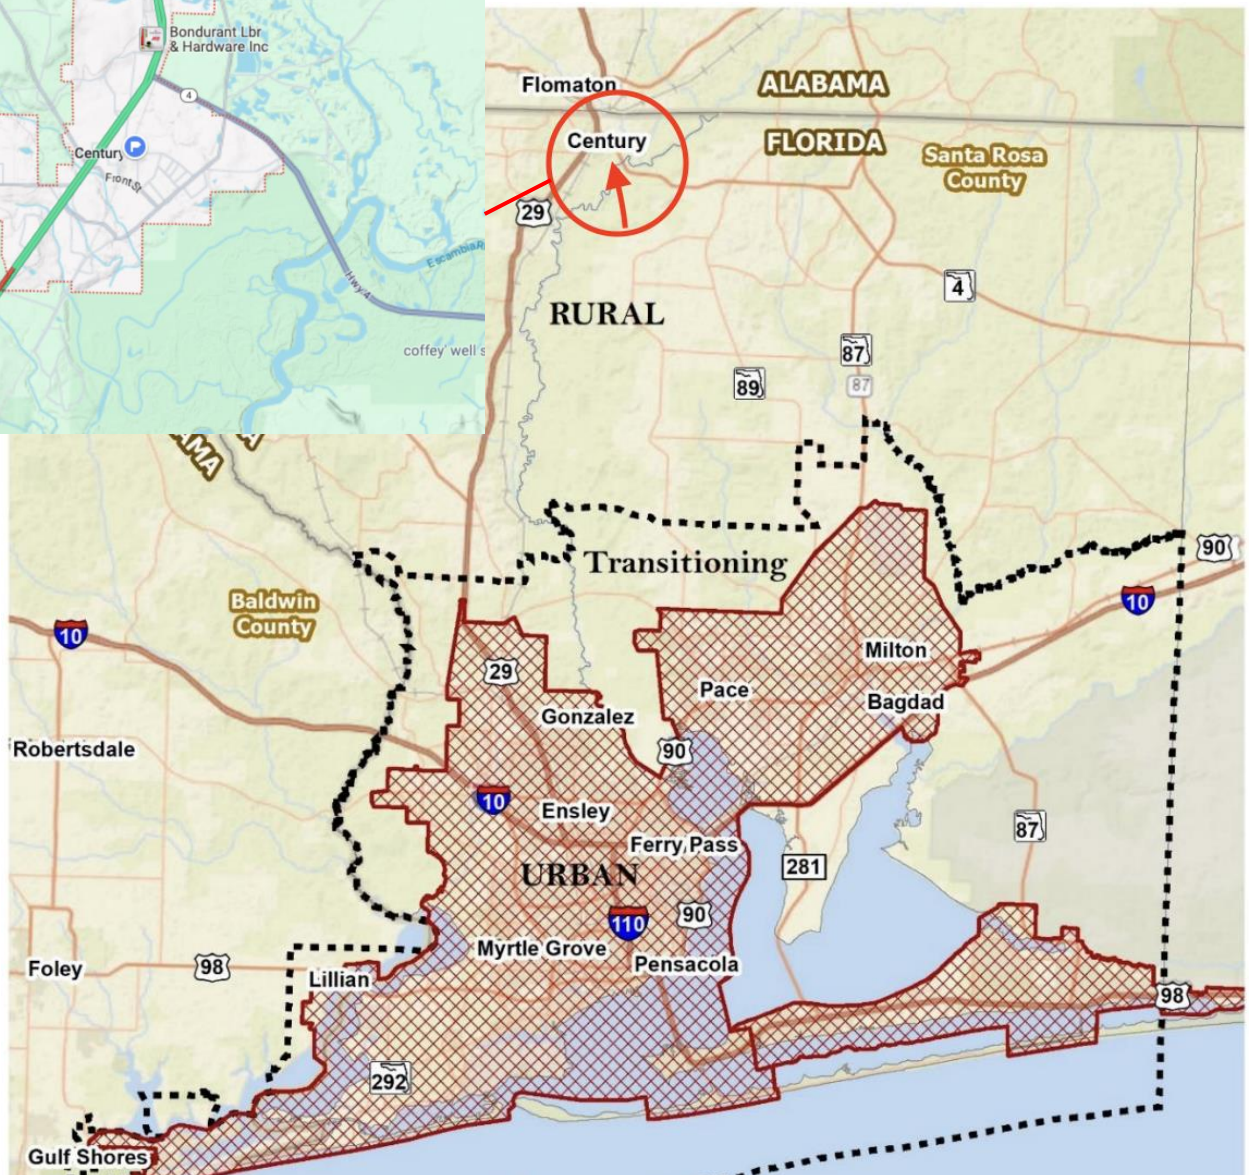 Bondurant Lbr
& Hardware Inc
4
Century
P
Front St
Escambia
Hwy 4
coffey' well s
Flomaton
ALABAMA
Century
FLORIDA
Santa Rosa
County
29
4
RURAL
87
89
87
AMA
A
Transitioning
90
10
Baldwin
County
10
Milton
29
Pace
Bagdad
Gonzalez
Robertsdale
90
10
Ensley
87
Ferry Pass
281
URBAN
110
90
Myrtle Grove
Pensacola
Foley
98
Lillian
98
292
Gulf Shores